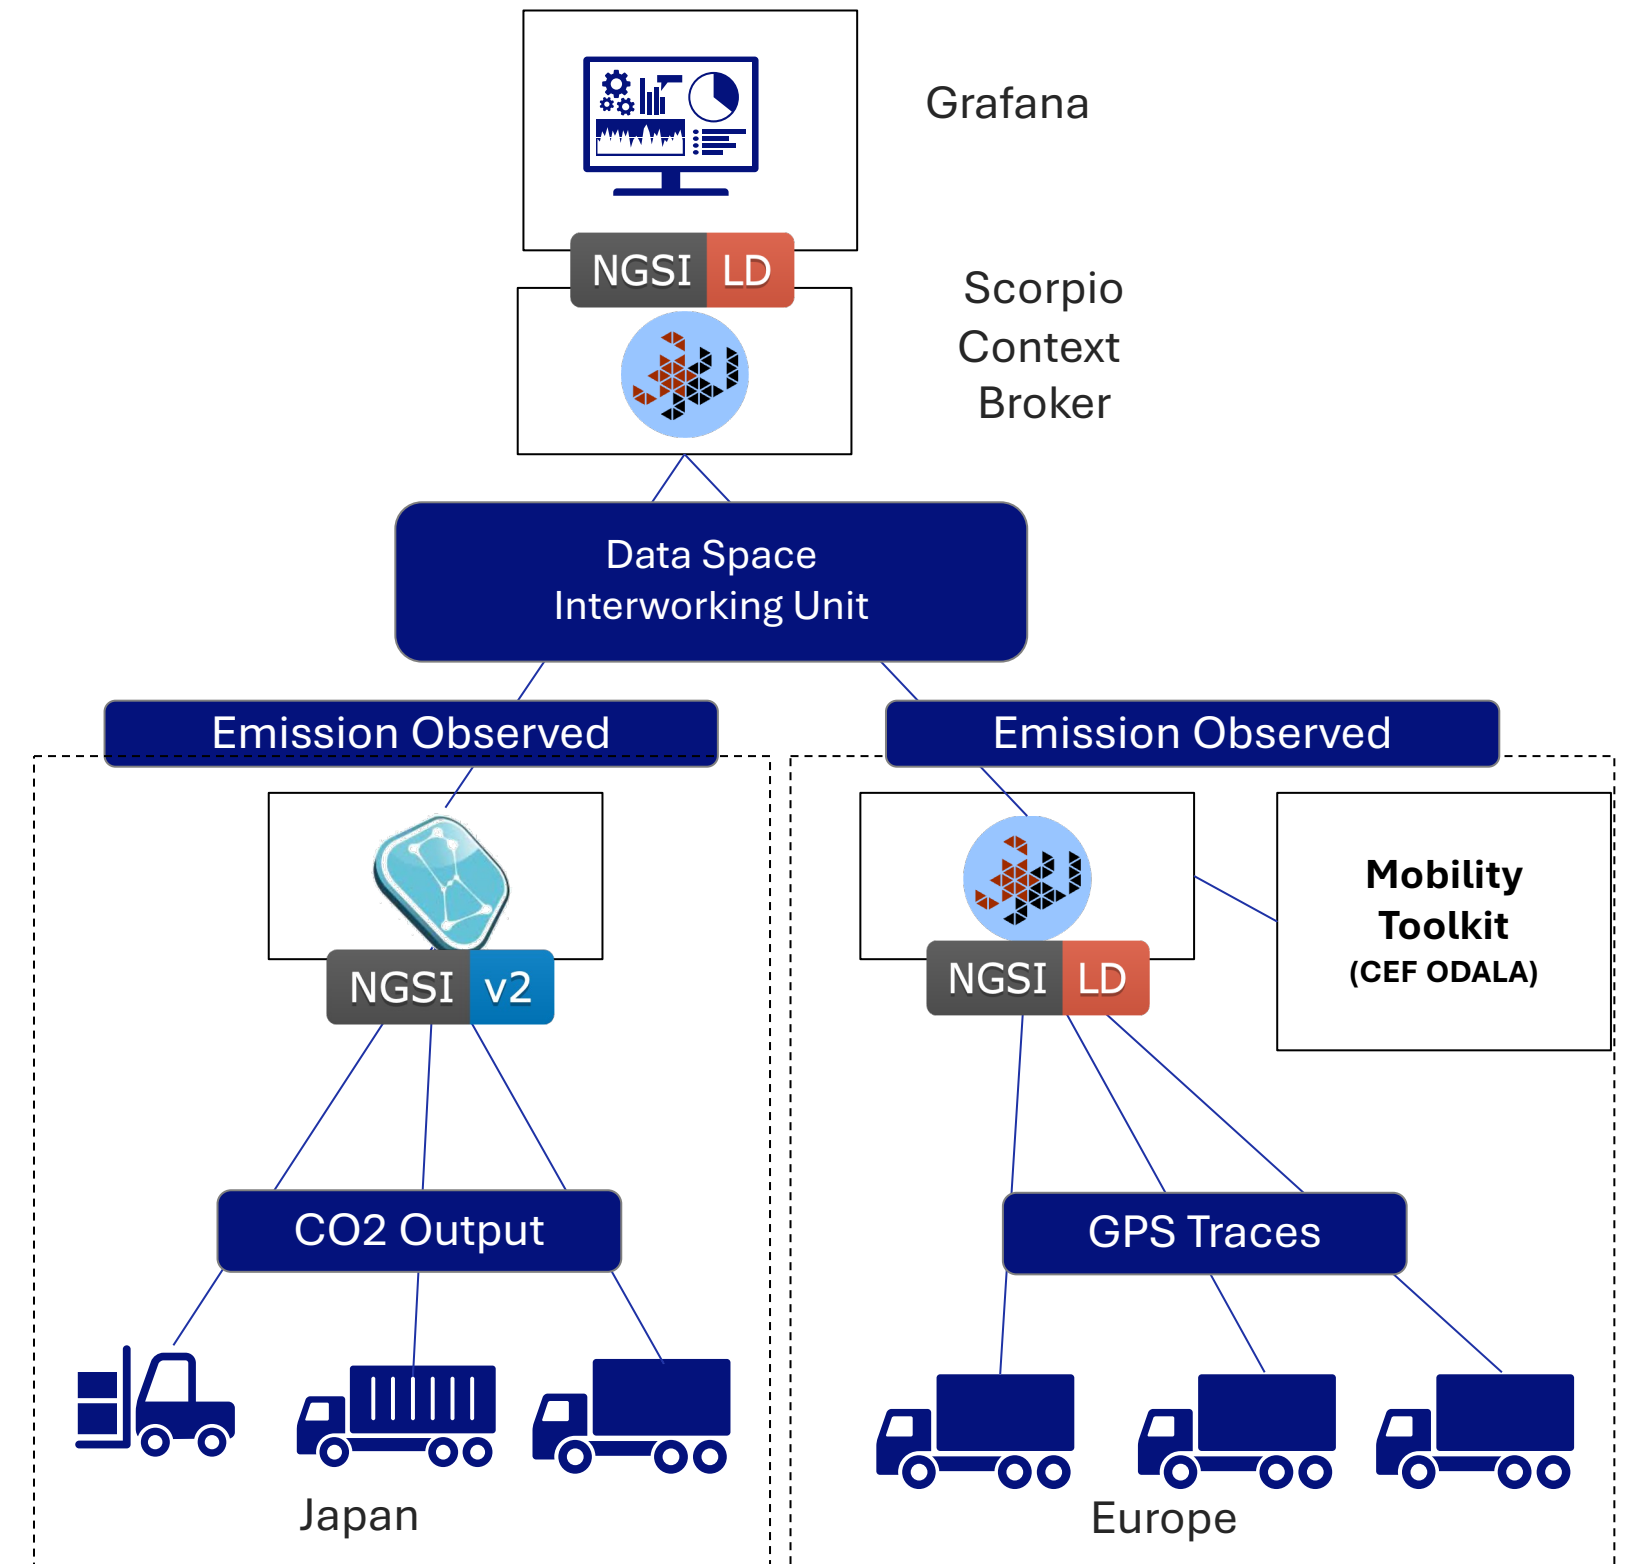 Grafana
NGSI LD
Scorpio
Context
Broker
Data Space
Interworking Unit
Emission Observed
Emission Observed
Mobility
Toolkit
(CEF ODALA)
NGSI v2
NGSI LD
CO2 Output
GPS Traces
Japan
Europe